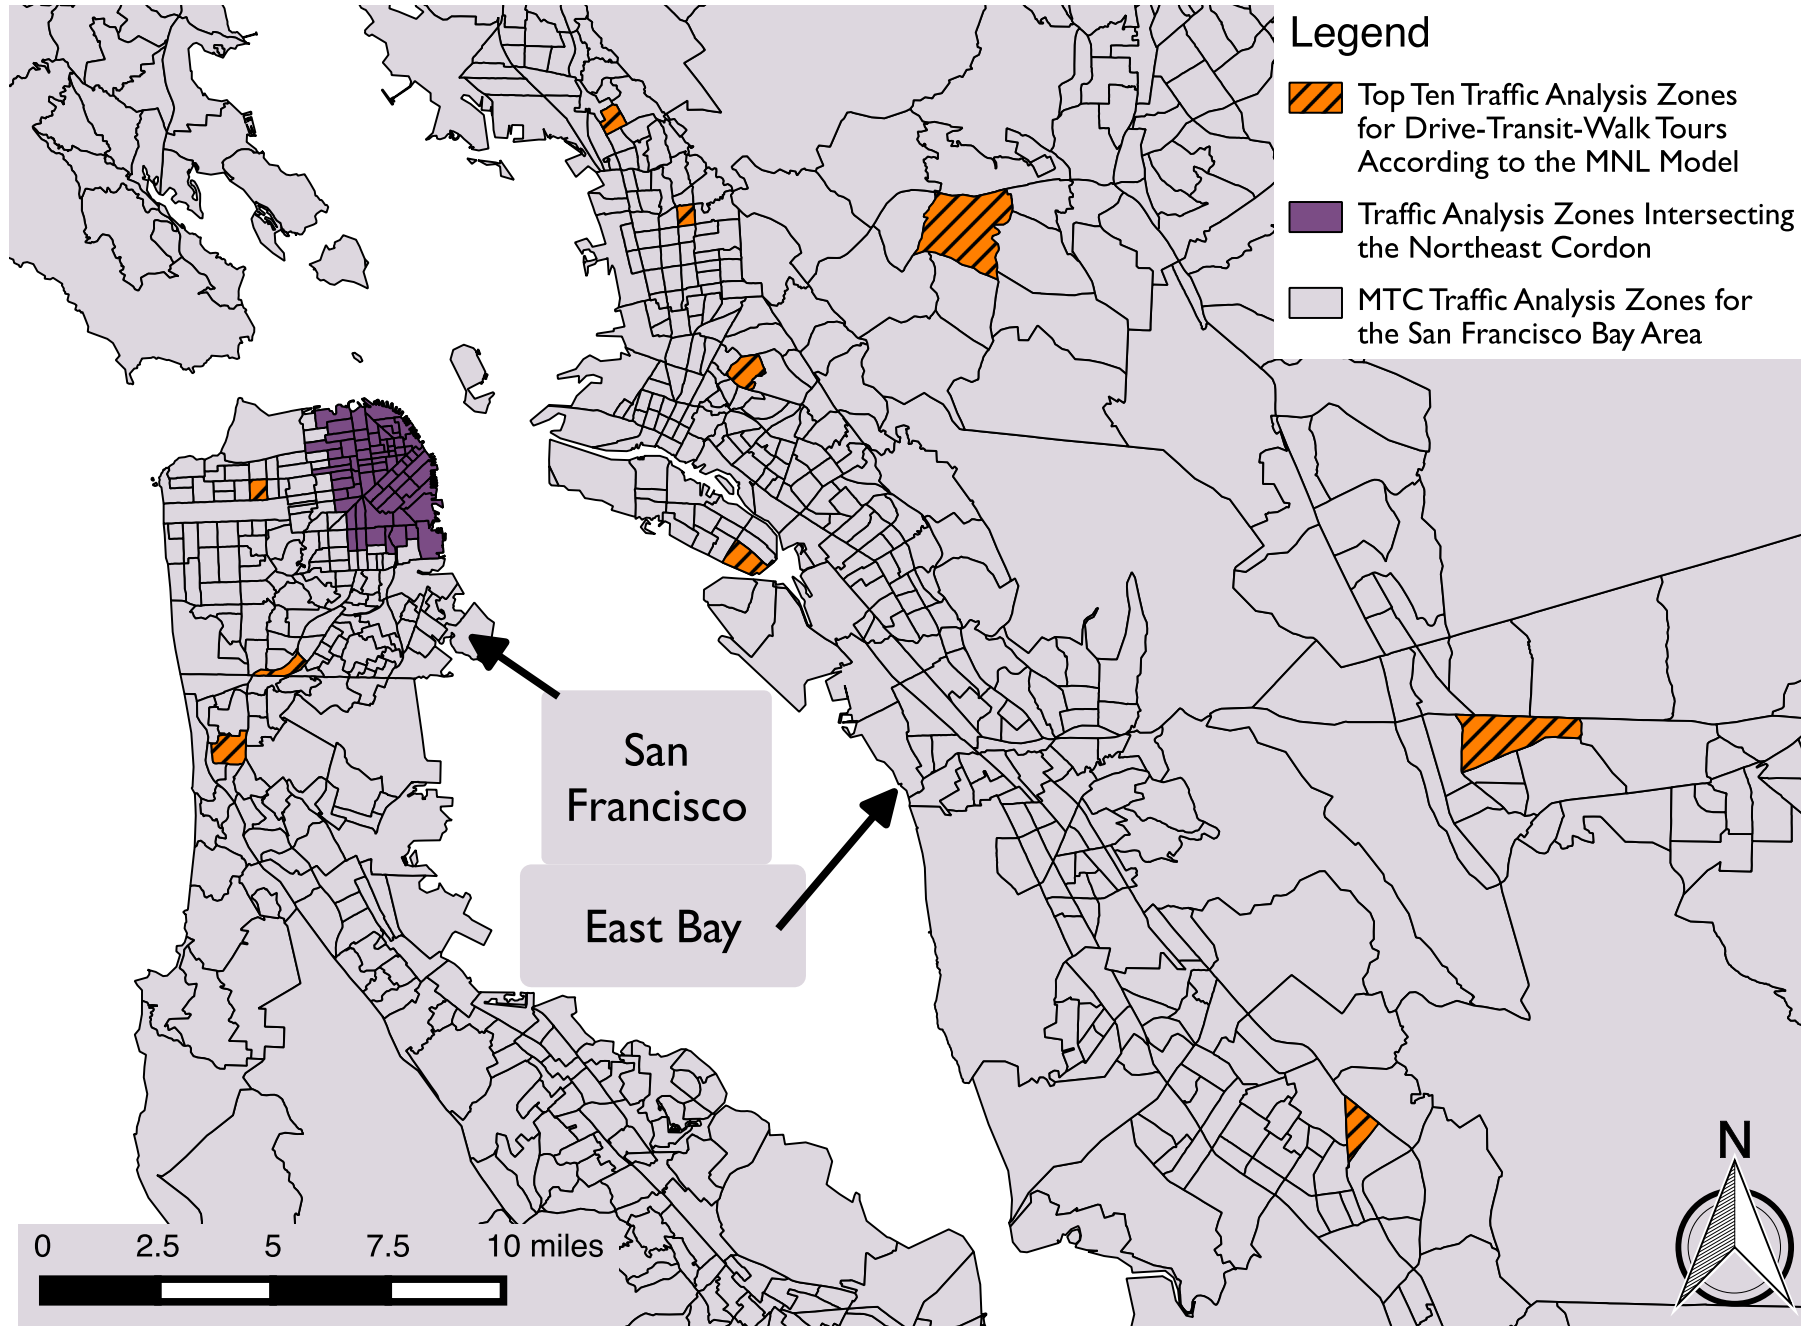 Legend
Top Ten Traffic Analysis Zones
for Drive-Transit-Walk Tours
According to the MNL Model
Traffic Analysis Zones Intersecting
the Northeast Cordon
MTC Traffic Analysis Zones for
the San Francisco Bay Area
San
Francisco
East Bay
N
0 2.5 5 7.5 10 miles